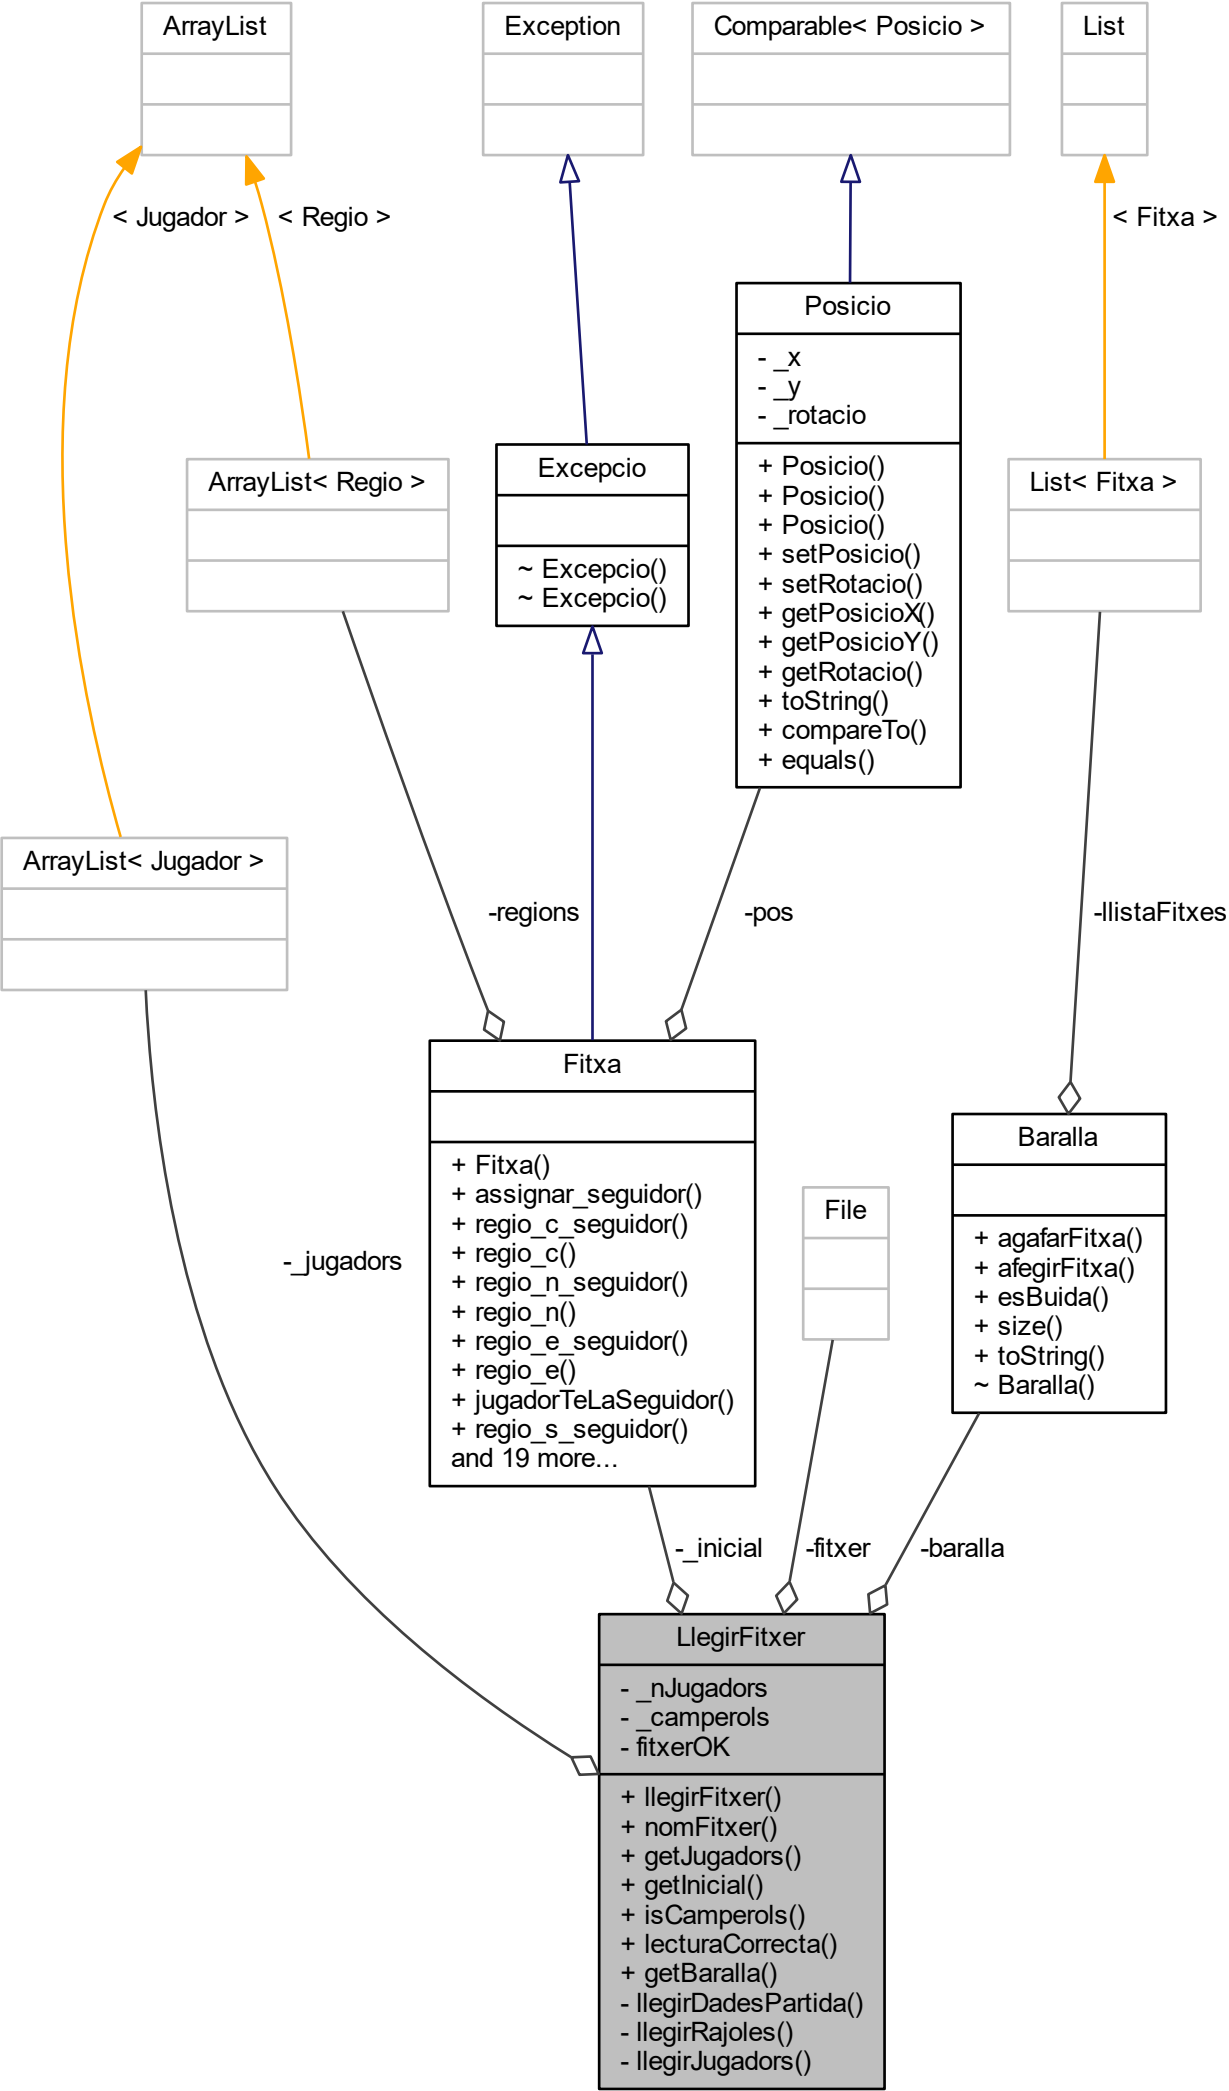 ArrayList
Exception
Comparable< Posicio >
List
< Jugador >
< Regio >
< Fitxa >
Posicio
- _x
- _y
- _rotacio
+ Posicio()
+ Posicio()
+ Posicio()
+ setPosicio()
+ setRotacio()
+ getPosicioX()
+ getPosicioY()
+ getRotacio()
+ toString()
+ compareTo()
+ equals()
ArrayList< Regio >
Excepcio
~ Excepcio()
~ Excepcio()
List< Fitxa >
ArrayList< Jugador >
-regions
-pos
-llistaFitxes
Fitxa
+ Fitxa()
+ assignar_seguidor()
+ regio_c_seguidor()
+ regio_c()
+ regio_n_seguidor()
+ regio_n()
+ regio_e_seguidor()
+ regio_e()
+ jugadorTeLaSeguidor()
+ regio_s_seguidor()
and 19 more...
Baralla
+ agafarFitxa()
+ afegirFitxa()
+ esBuida()
+ size()
+ toString()
~ Baralla()
File
-_jugadors
-_inicial
-fitxer
-baralla
LlegirFitxer
- _nJugadors
- _camperols
- fitxerOK
+ llegirFitxer()
+ nomFitxer()
+ getJugadors()
+ getInicial()
+ isCamperols()
+ lecturaCorrecta()
+ getBaralla()
- llegirDadesPartida()
- llegirRajoles()
- llegirJugadors()